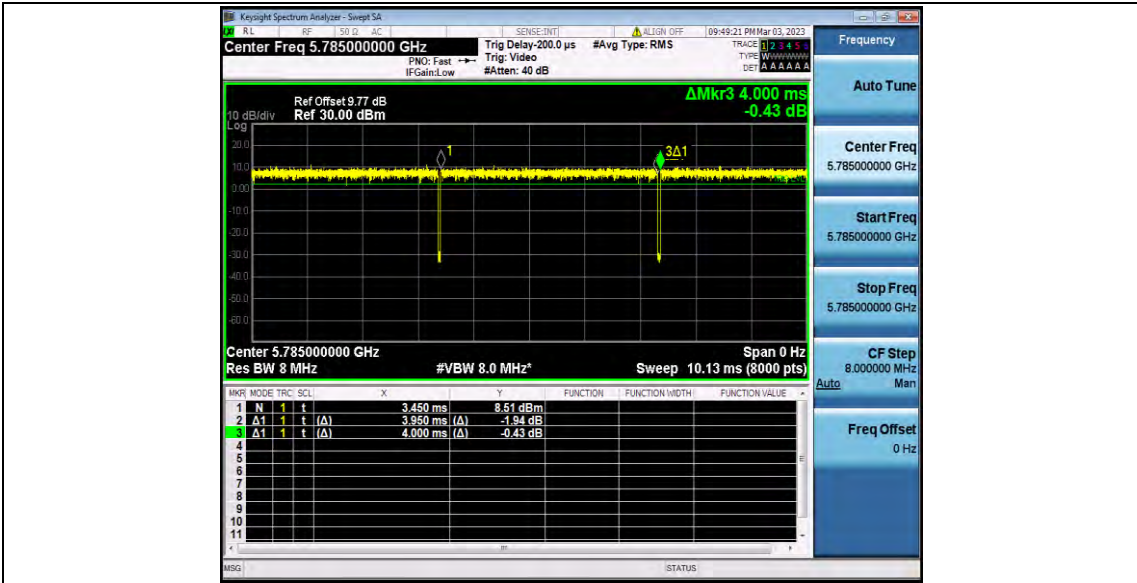 Keysight Spectrum Analyzer - Swept SA
RL RF 50 Ω AC SENSE:INT ALIGN OFF 09:49:21 PM Mar 03, 2023
Center Freq 5.785000000 GHz
PNO: Fast
IFGain:Low
Trig Delay-200.0 µs
Trig: Video
#Atten: 40 dB
#Avg Type: RMS
TRACE 1 2 3 4 5 6
TYPE W
DET A A A A A A
ΔMkr3 4.000 ms
-0.43 dB
Ref Offset 9.77 dB
10 dB/div Ref 30.00 dBm
Log
20.0
10.0
0.00
-10.0
-20.0
-30.0
-40.0
-50.0
-60.0
1
3Δ1
Center 5.785000000 GHz Span 0 Hz
Res BW 8 MHz #VBW 8.0 MHz* Sweep 10.13 ms (8000 pts)
MKR MODE TRC SCL X Y FUNCTION FUNCTION WIDTH FUNCTION VALUE
1 N 1 t 3.450 ms 8.51 dBm
2 Δ1 1 t (Δ) 3.950 ms (Δ) -1.94 dB
3 Δ1 1 t (Δ) 4.000 ms (Δ) -0.43 dB
4
5
6
7
8
9
10
11
MSG STATUS
Frequency
Auto Tune
Center Freq
5.785000000 GHz
Start Freq
5.785000000 GHz
Stop Freq
5.785000000 GHz
CF Step
8.000000 MHz
Auto Man
Freq Offset
0 Hz